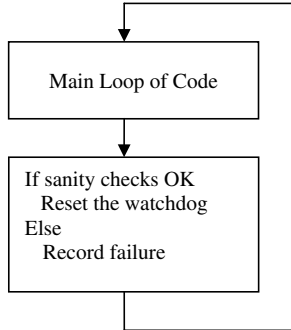 Main Loop of Code
If sanity checks OK
Reset the watchdog
Else
Record failure